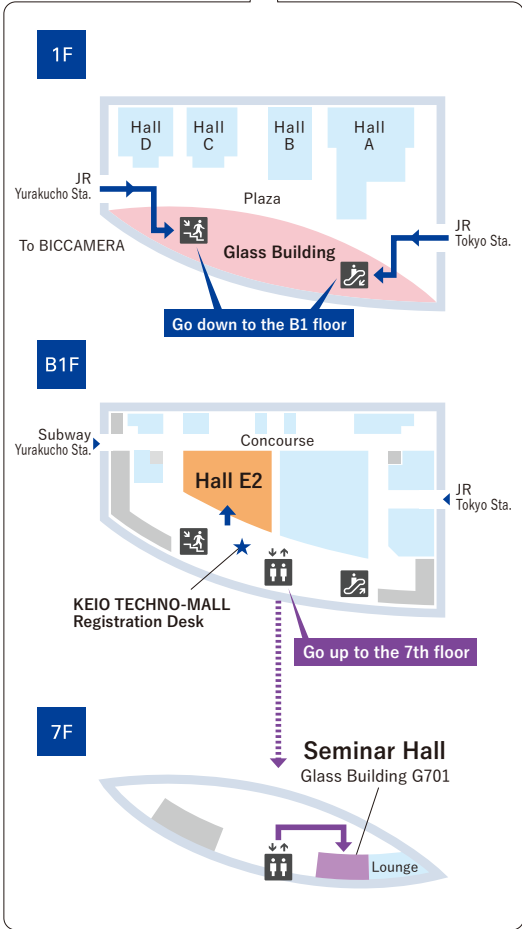 1F
Hall
D
Hall
C
Hall
B
Hall
A
JR
Yurakucho Sta.
Plaza
To BICCAMERA
Glass Building
JR
Tokyo Sta.
Go down to the B1 floor
B1F
Subway
Yurakucho Sta.
Concourse
Hall E2
JR
Tokyo Sta.
KEIO TECHNO-MALL
Registration Desk
Go up to the 7th floor
7F
Seminar Hall
Glass Building G701
Lounge